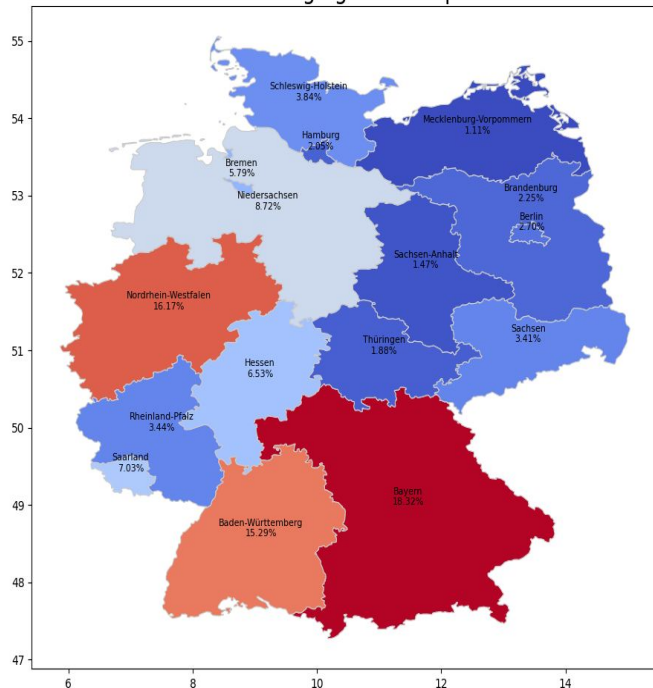 55
54
53
52
51
50
49
48
47
6
8
10
12
14
Schleswig-Holstein
3.84%
Mecklenburg-Vorpommern
1.11%
Hamburg
2.05%
Bremen
5.79%
Niedersachsen
8.72%
Brandenburg
2.25%
Berlin
2.70%
Sachsen-Anhalt
1.47%
Nordrhein-Westfalen
16.17%
Sachsen
3.41%
Thüringen
1.88%
Hessen
6.53%
Rheinland-Pfalz
3.44%
Saarland
7.03%
Bayern
18.32%
Baden-Württemberg
15.29%